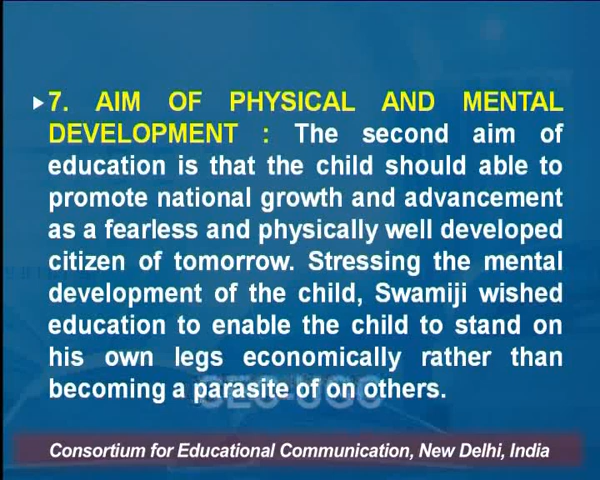 7. AIM OF PHYSICAL AND MENTAL
DEVELOPMENT : The second aim of
education is that the child should able to
promote national growth and advancement
as a fearless and physically well developed
citizen of tomorrow. Stressing the mental
development of the child, Swamiji wished
education to enable the child to stand on
his own legs economically rather than
becoming a parasite of on others.
CEC-UGC
Consortium for Educational Communication, New Delhi, India